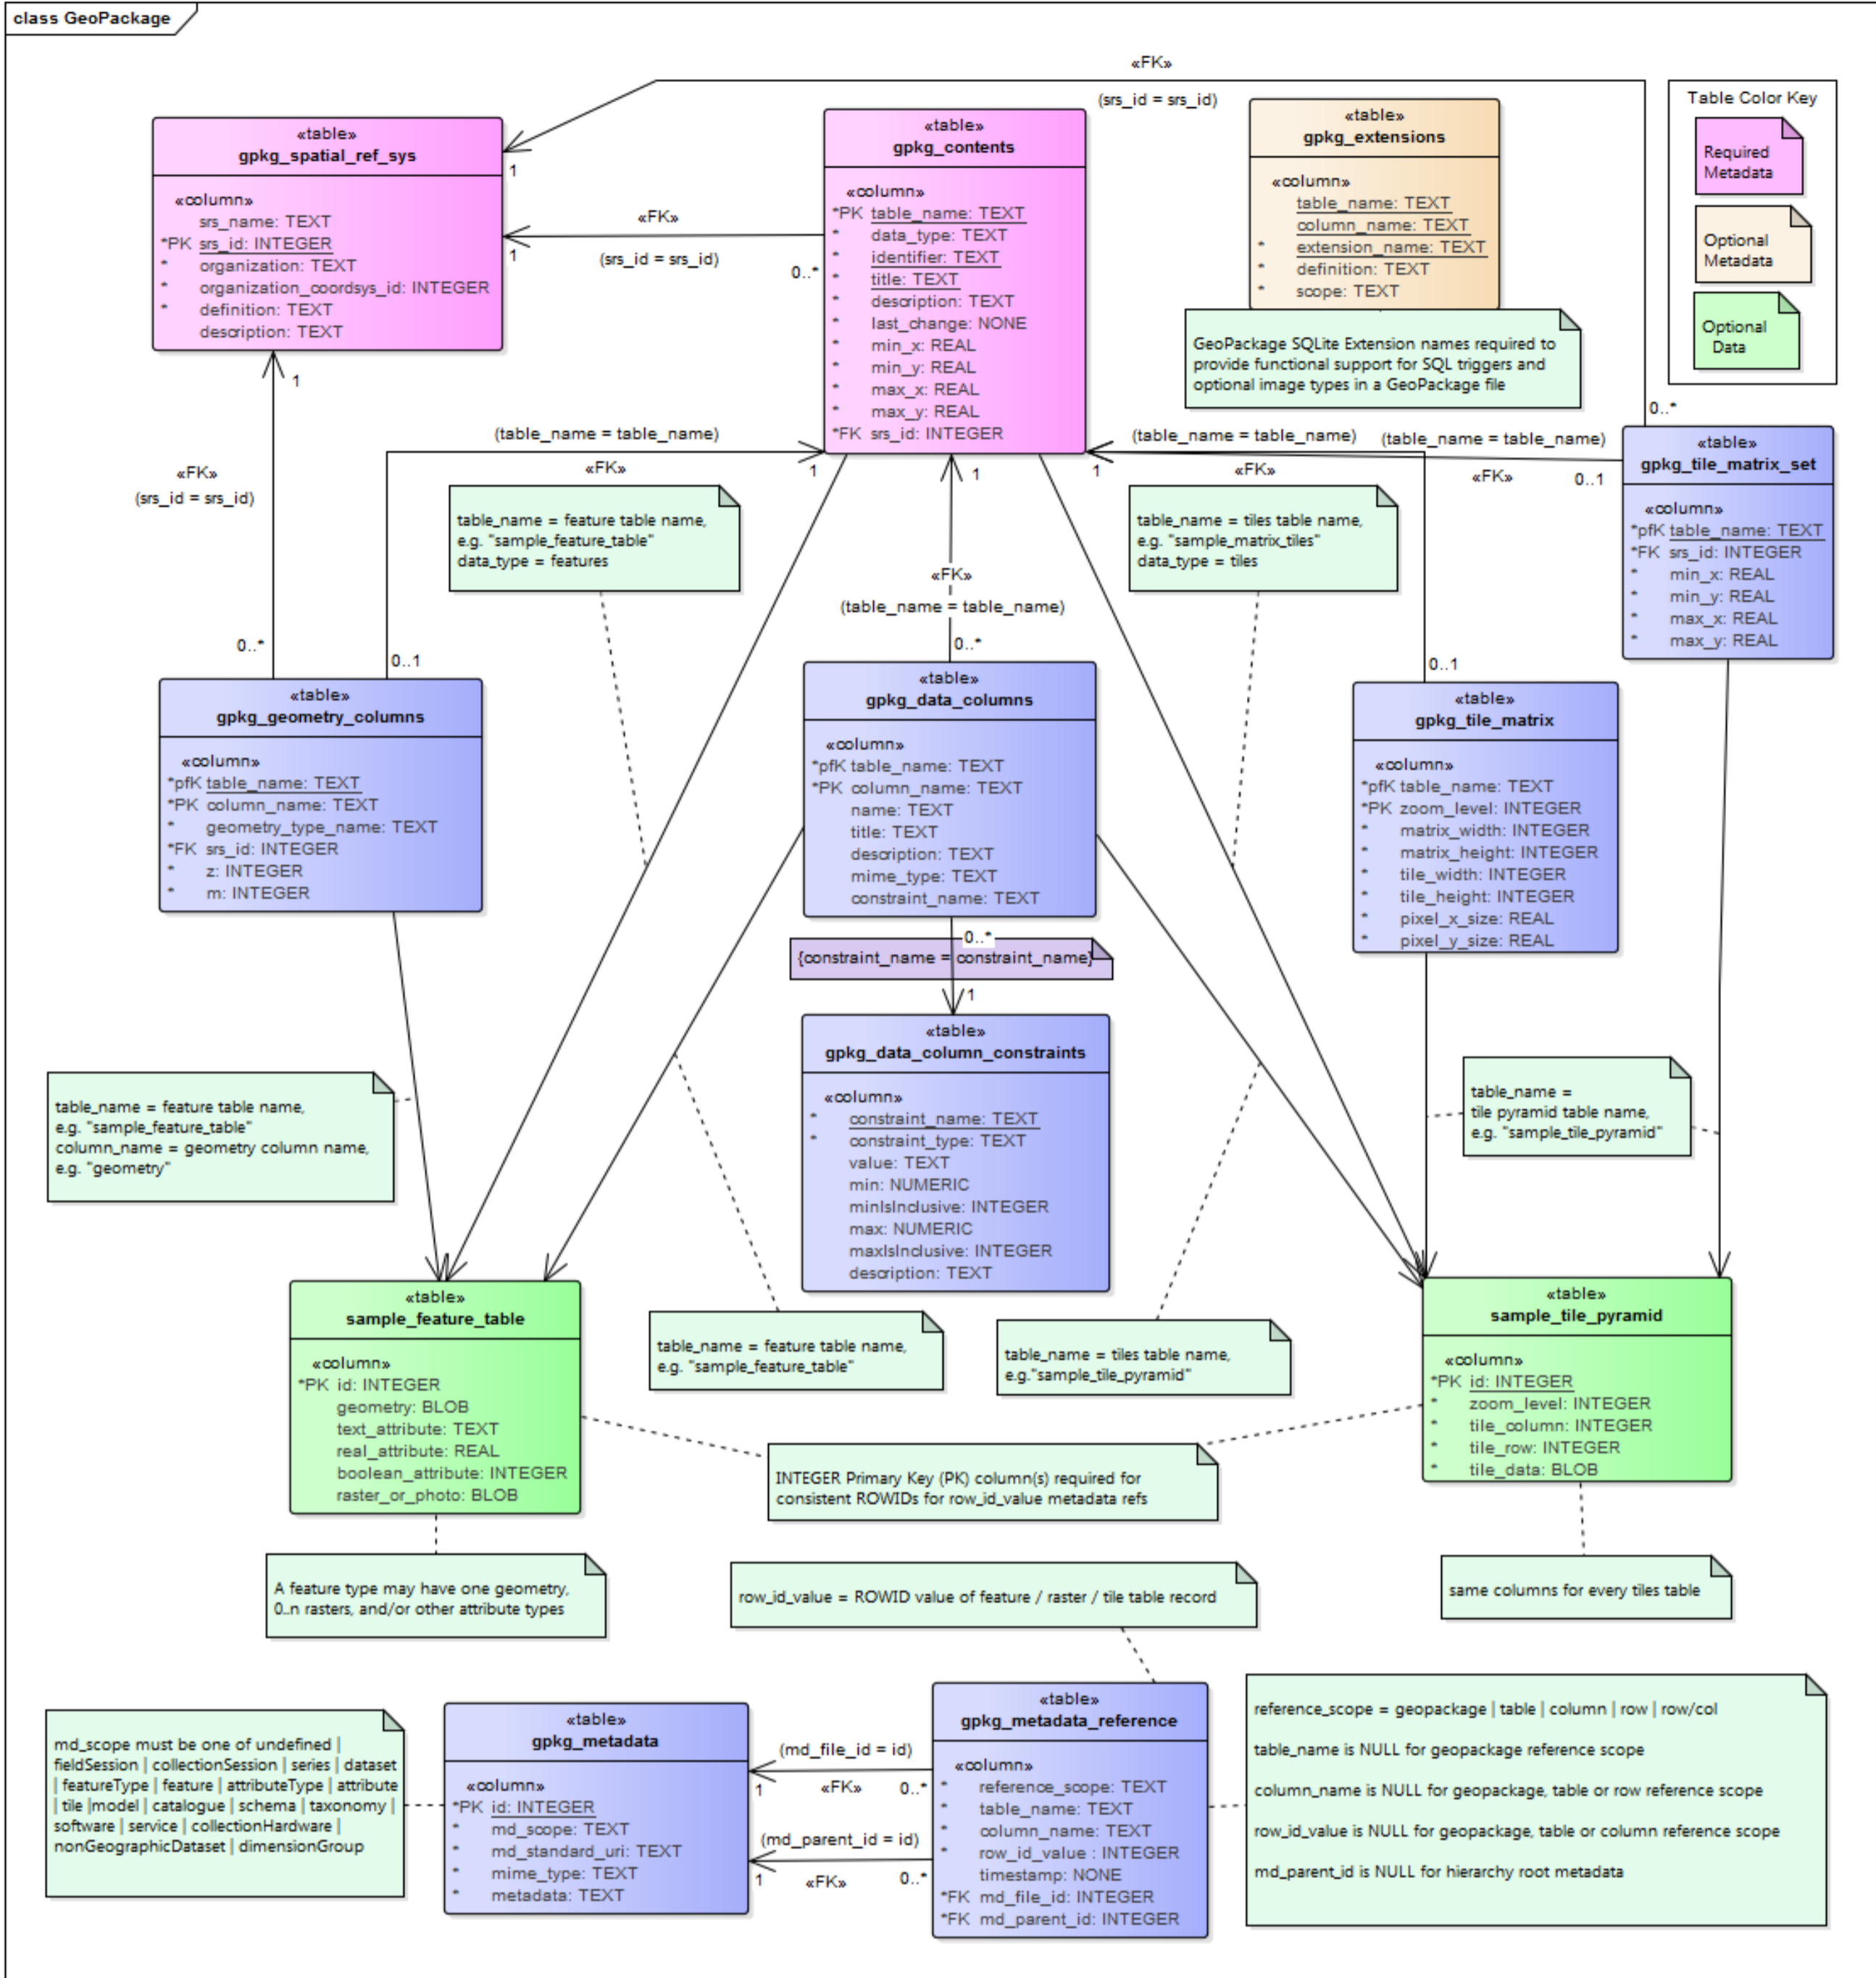 class GeoPackage
«FK»
(srs_id = srs_id)
Table Color Key
Required
Metadata
Optional
Metadata
Optional
Data
«table»
gpkg_spatial_ref_sys
«column»
srs_name: TEXT
*PK srs_id: INTEGER
* organization: TEXT
* organization_coordsys_id: INTEGER
* definition: TEXT
description: TEXT
1
1
1
«FK»
(srs_id = srs_id)
0..*
«table»
gpkg_contents
«column»
*PK table_name: TEXT
* data_type: TEXT
* identifier: TEXT
* title: TEXT
* description: TEXT
* last_change: NONE
* min_x: REAL
* min_y: REAL
* max_x: REAL
* max_y: REAL
*FK srs_id: INTEGER
«table»
gpkg_extensions
«column»
table_name: TEXT
column_name: TEXT
* extension_name: TEXT
* definition: TEXT
* scope: TEXT
GeoPackage SQLite Extension names required to
provide functional support for SQL triggers and
optional image types in a GeoPackage file
0..*
(table_name = table_name)
«FK»
1
1
(table_name = table_name)
«FK»
1
(table_name = table_name)
«FK»
0..1
«table»
gpkg_tile_matrix_set
«column»
*pfK table_name: TEXT
*FK srs_id: INTEGER
* min_x: REAL
* min_y: REAL
* max_x: REAL
* max_y: REAL
«FK»
(srs_id = srs_id)
0..*
0..1
table_name = feature table name,
e.g. "sample_feature_table"
data_type = features
«FK»
(table_name = table_name)
0..*
table_name = tiles table name,
e.g. "sample_matrix_tiles"
data_type = tiles
0..1
«table»
gpkg_geometry_columns
«column»
*pfK table_name: TEXT
*PK column_name: TEXT
* geometry_type_name: TEXT
*FK srs_id: INTEGER
* z: INTEGER
* m: INTEGER
«table»
gpkg_data_columns
«column»
*pfK table_name: TEXT
*PK column_name: TEXT
name: TEXT
title: TEXT
description: TEXT
mime_type: TEXT
constraint_name: TEXT
«table»
gpkg_tile_matrix
«column»
*pfK table_name: TEXT
*PK zoom_level: INTEGER
* matrix_width: INTEGER
* matrix_height: INTEGER
* tile_width: INTEGER
* tile_height: INTEGER
* pixel_x_size: REAL
* pixel_y_size: REAL
0..*
{constraint_name = constraint_name}
1
«table»
gpkg_data_column_constraints
«column»
* constraint_name: TEXT
* constraint_type: TEXT
value: TEXT
min: NUMERIC
minIsInclusive: INTEGER
max: NUMERIC
maxIsInclusive: INTEGER
description: TEXT
table_name = feature table name,
e.g. "sample_feature_table"
column_name = geometry column name,
e.g. "geometry"
table_name =
tile pyramid table name,
e.g. "sample_tile_pyramid"
«table»
sample_feature_table
«column»
*PK id: INTEGER
geometry: BLOB
text_attribute: TEXT
real_attribute: REAL
boolean_attribute: INTEGER
raster_or_photo: BLOB
table_name = feature table name,
e.g. "sample_feature_table"
table_name = tiles table name,
e.g."sample_tile_pyramid"
«table»
sample_tile_pyramid
«column»
*PK id: INTEGER
* zoom_level: INTEGER
* tile_column: INTEGER
* tile_row: INTEGER
* tile_data: BLOB
INTEGER Primary Key (PK) column(s) required for
consistent ROWIDs for row_id_value metadata refs
A feature type may have one geometry,
0..n rasters, and/or other attribute types
row_id_value = ROWID value of feature / raster / tile table record
same columns for every tiles table
md_scope must be one of undefined |
fieldSession | collectionSession | series | dataset
| featureType | feature | attributeType | attribute
| tile |model | catalogue | schema | taxonomy |
software | service | collectionHardware |
nonGeographicDataset | dimensionGroup
«table»
gpkg_metadata
«column»
*PK id: INTEGER
* md_scope: TEXT
* md_standard_uri: TEXT
* mime_type: TEXT
* metadata: TEXT
(md_file_id = id)
1 «FK» 0..*
(md_parent_id = id)
1 «FK» 0..*
«table»
gpkg_metadata_reference
«column»
* reference_scope: TEXT
* table_name: TEXT
* column_name: TEXT
* row_id_value : INTEGER
timestamp: NONE
*FK md_file_id: INTEGER
*FK md_parent_id: INTEGER
reference_scope = geopackage | table | column | row | row/col
table_name is NULL for geopackage reference scope
column_name is NULL for geopackage, table or row reference scope
row_id_value is NULL for geopackage, table or column reference scope
md_parent_id is NULL for hierarchy root metadata